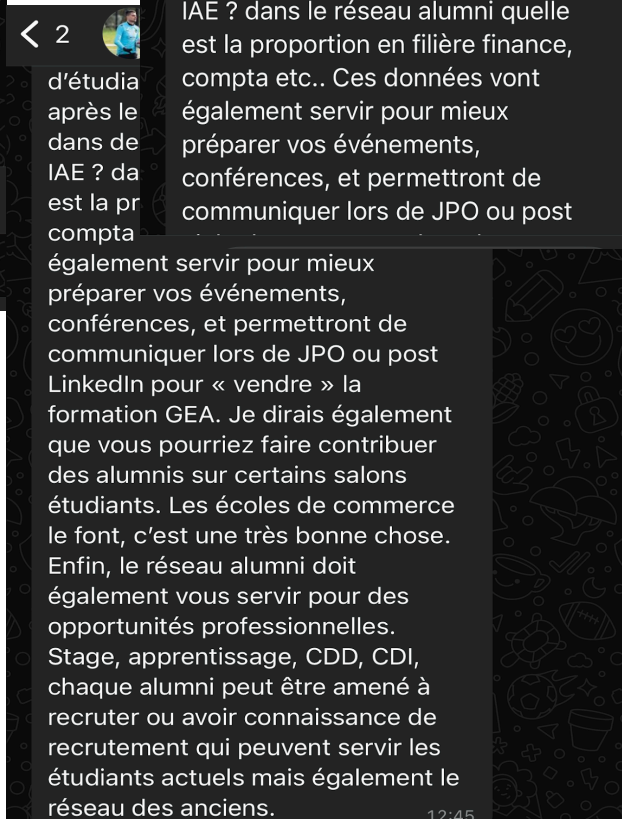 2
IAE ? dans le réseau alumni quelle
est la proportion en filière finance,
compta etc.. Ces données vont
également servir pour mieux
préparer vos événements,
conférences, et permettront de
communiquer lors de JPO ou post
d’étudia
après le
dans de
IAE ? da
est la pr
compta
également servir pour mieux
préparer vos événements,
conférences, et permettront de
communiquer lors de JPO ou post
LinkedIn pour « vendre » la
formation GEA. Je dirais également
que vous pourriez faire contribuer
des alumnis sur certains salons
étudiants. Les écoles de commerce
le font, c’est une très bonne chose.
Enfin, le réseau alumni doit
également vous servir pour des
opportunités professionnelles.
Stage, apprentissage, CDD, CDI,
chaque alumni peut être amené à
recruter ou avoir connaissance de
recrutement qui peuvent servir les
étudiants actuels mais également le
réseau des anciens.
12:45